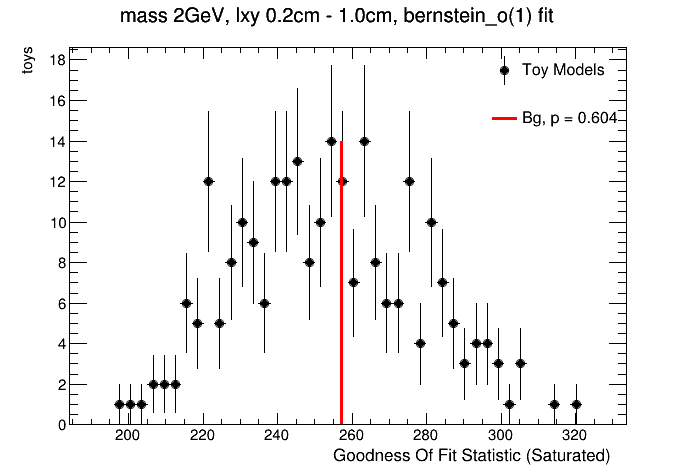 mass 2GeV, lxy 0.2cm - 1.0cm, bernstein_o(1) fit
toys
18
16
14
12
10
8
6
4
2
0
Toy Models
Bg, p = 0.604
200 220 240 260 280 300 320
Goodness Of Fit Statistic (Saturated)